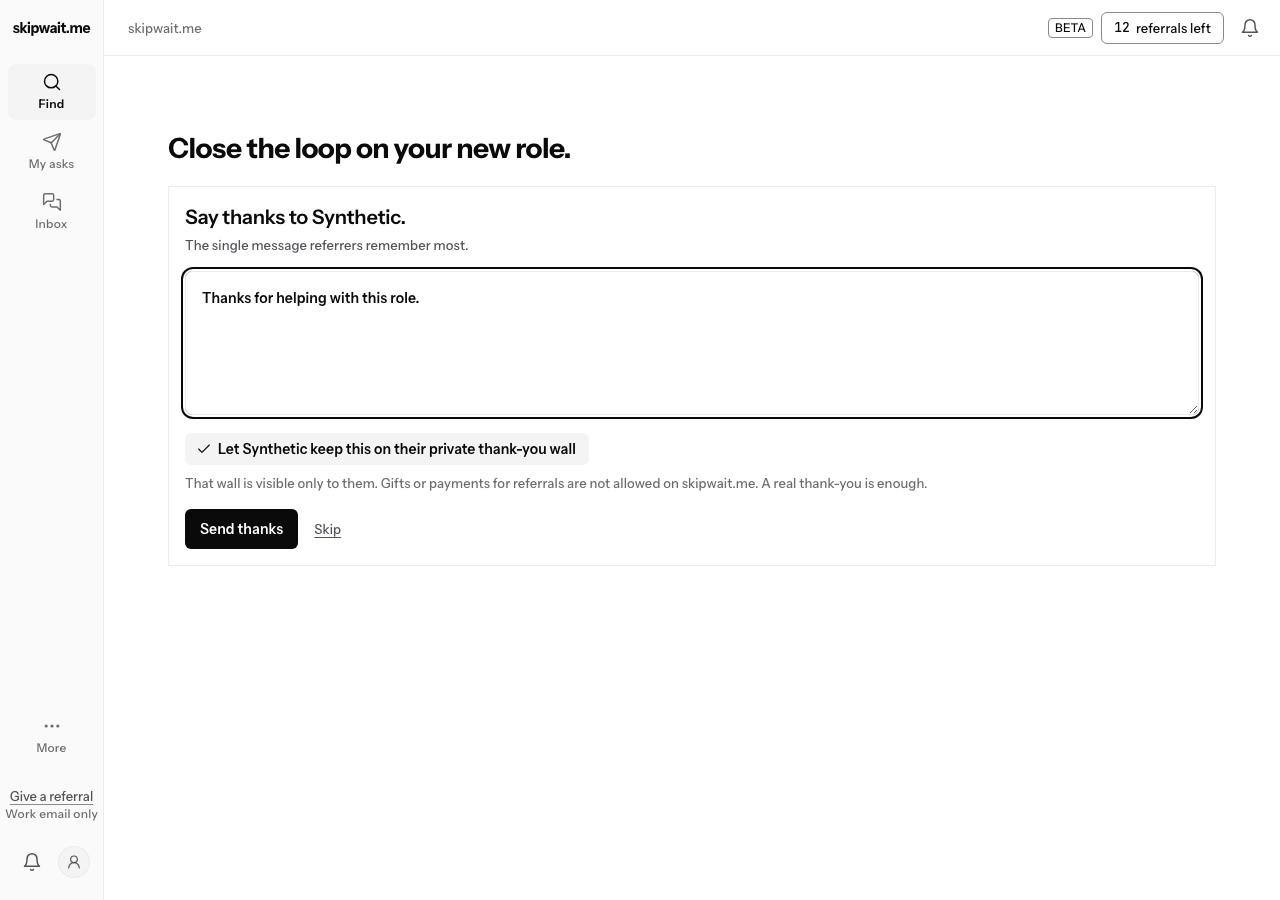 skipwait.me
skipwait.me
BETA
12 referrals left
Find
My asks
Inbox
Close the loop on your new role.
Say thanks to Synthetic.
The single message referrers remember most.
Thanks for helping with this role.
Let Synthetic keep this on their private thank-you wall
That wall is visible only to them. Gifts or payments for referrals are not allowed on skipwait.me. A real thank-you is enough.
Send thanks
Skip
More
Give a referral
Work email only